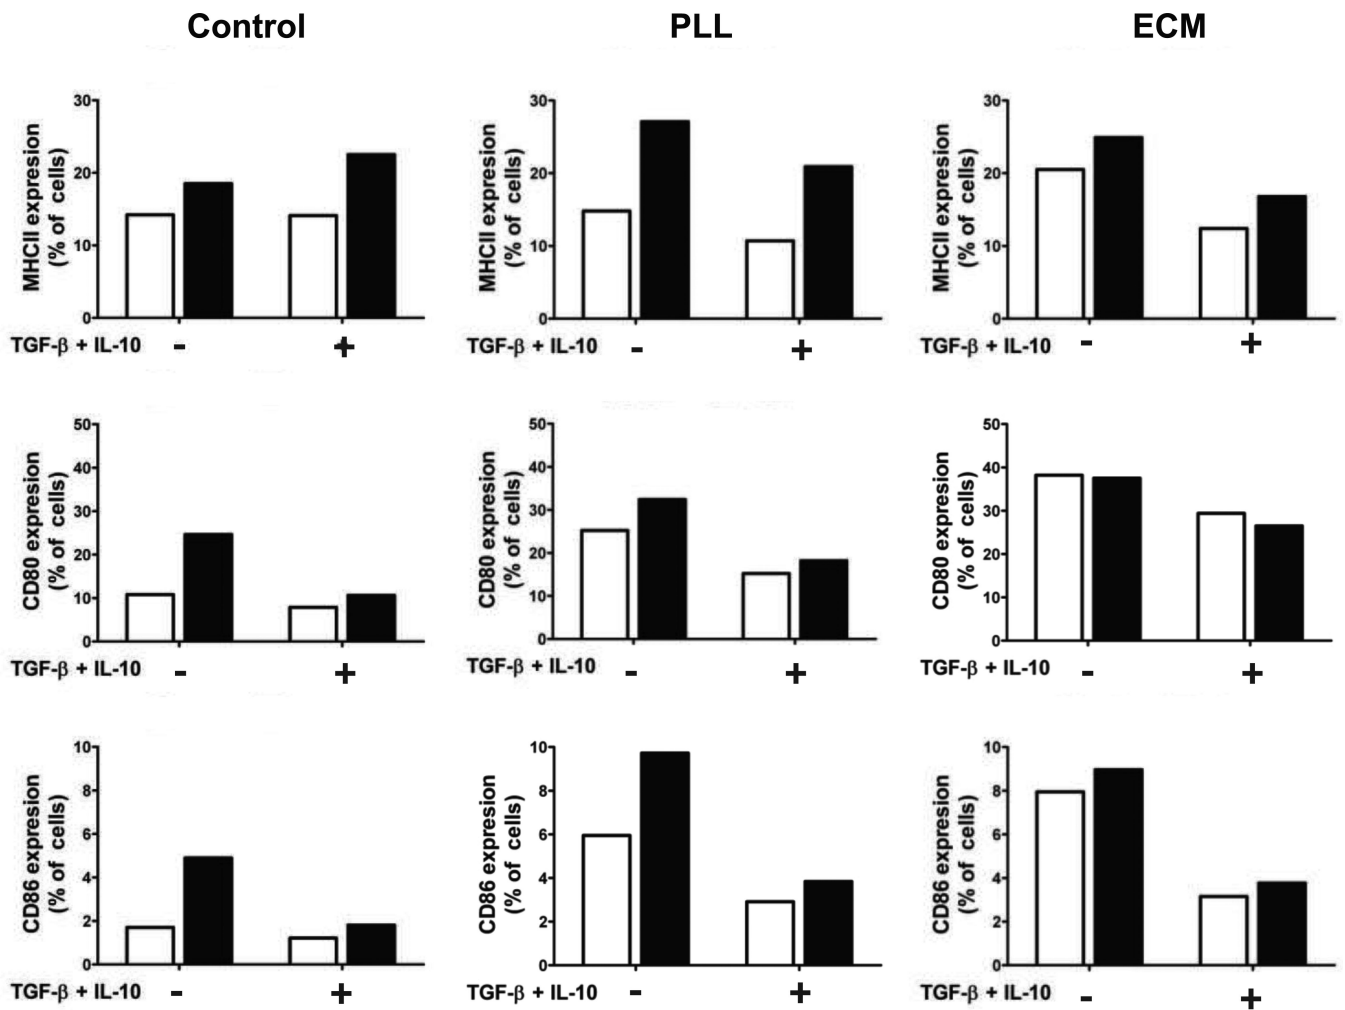 Control PLL ECM
MHCII expresion
(% of cells)
30
20
10
0
TGF-β + IL-10 - +
MHCII expresion
(% of cells)
30
20
10
0
TGF-β + IL-10 - +
MHCII expresion
(% of cells)
30
20
10
0
TGF-β + IL-10 - +
CD80 expresion
(% of cells)
50
40
30
20
10
0
TGF-β + IL-10 - +
CD80 expresion
(% of cells)
50
40
30
20
10
0
TGF-β + IL-10 - +
CD80 expresion
(% of cells)
50
40
30
20
10
0
TGF-β + IL-10 - +
CD86 expresion
(% of cells)
10
8
6
4
2
0
TGF-β + IL-10 - +
CD86 expresion
(% of cells)
10
8
6
4
2
0
TGF-β + IL-10 - +
CD86 expresion
(% of cells)
10
8
6
4
2
0
TGF-β + IL-10 - +